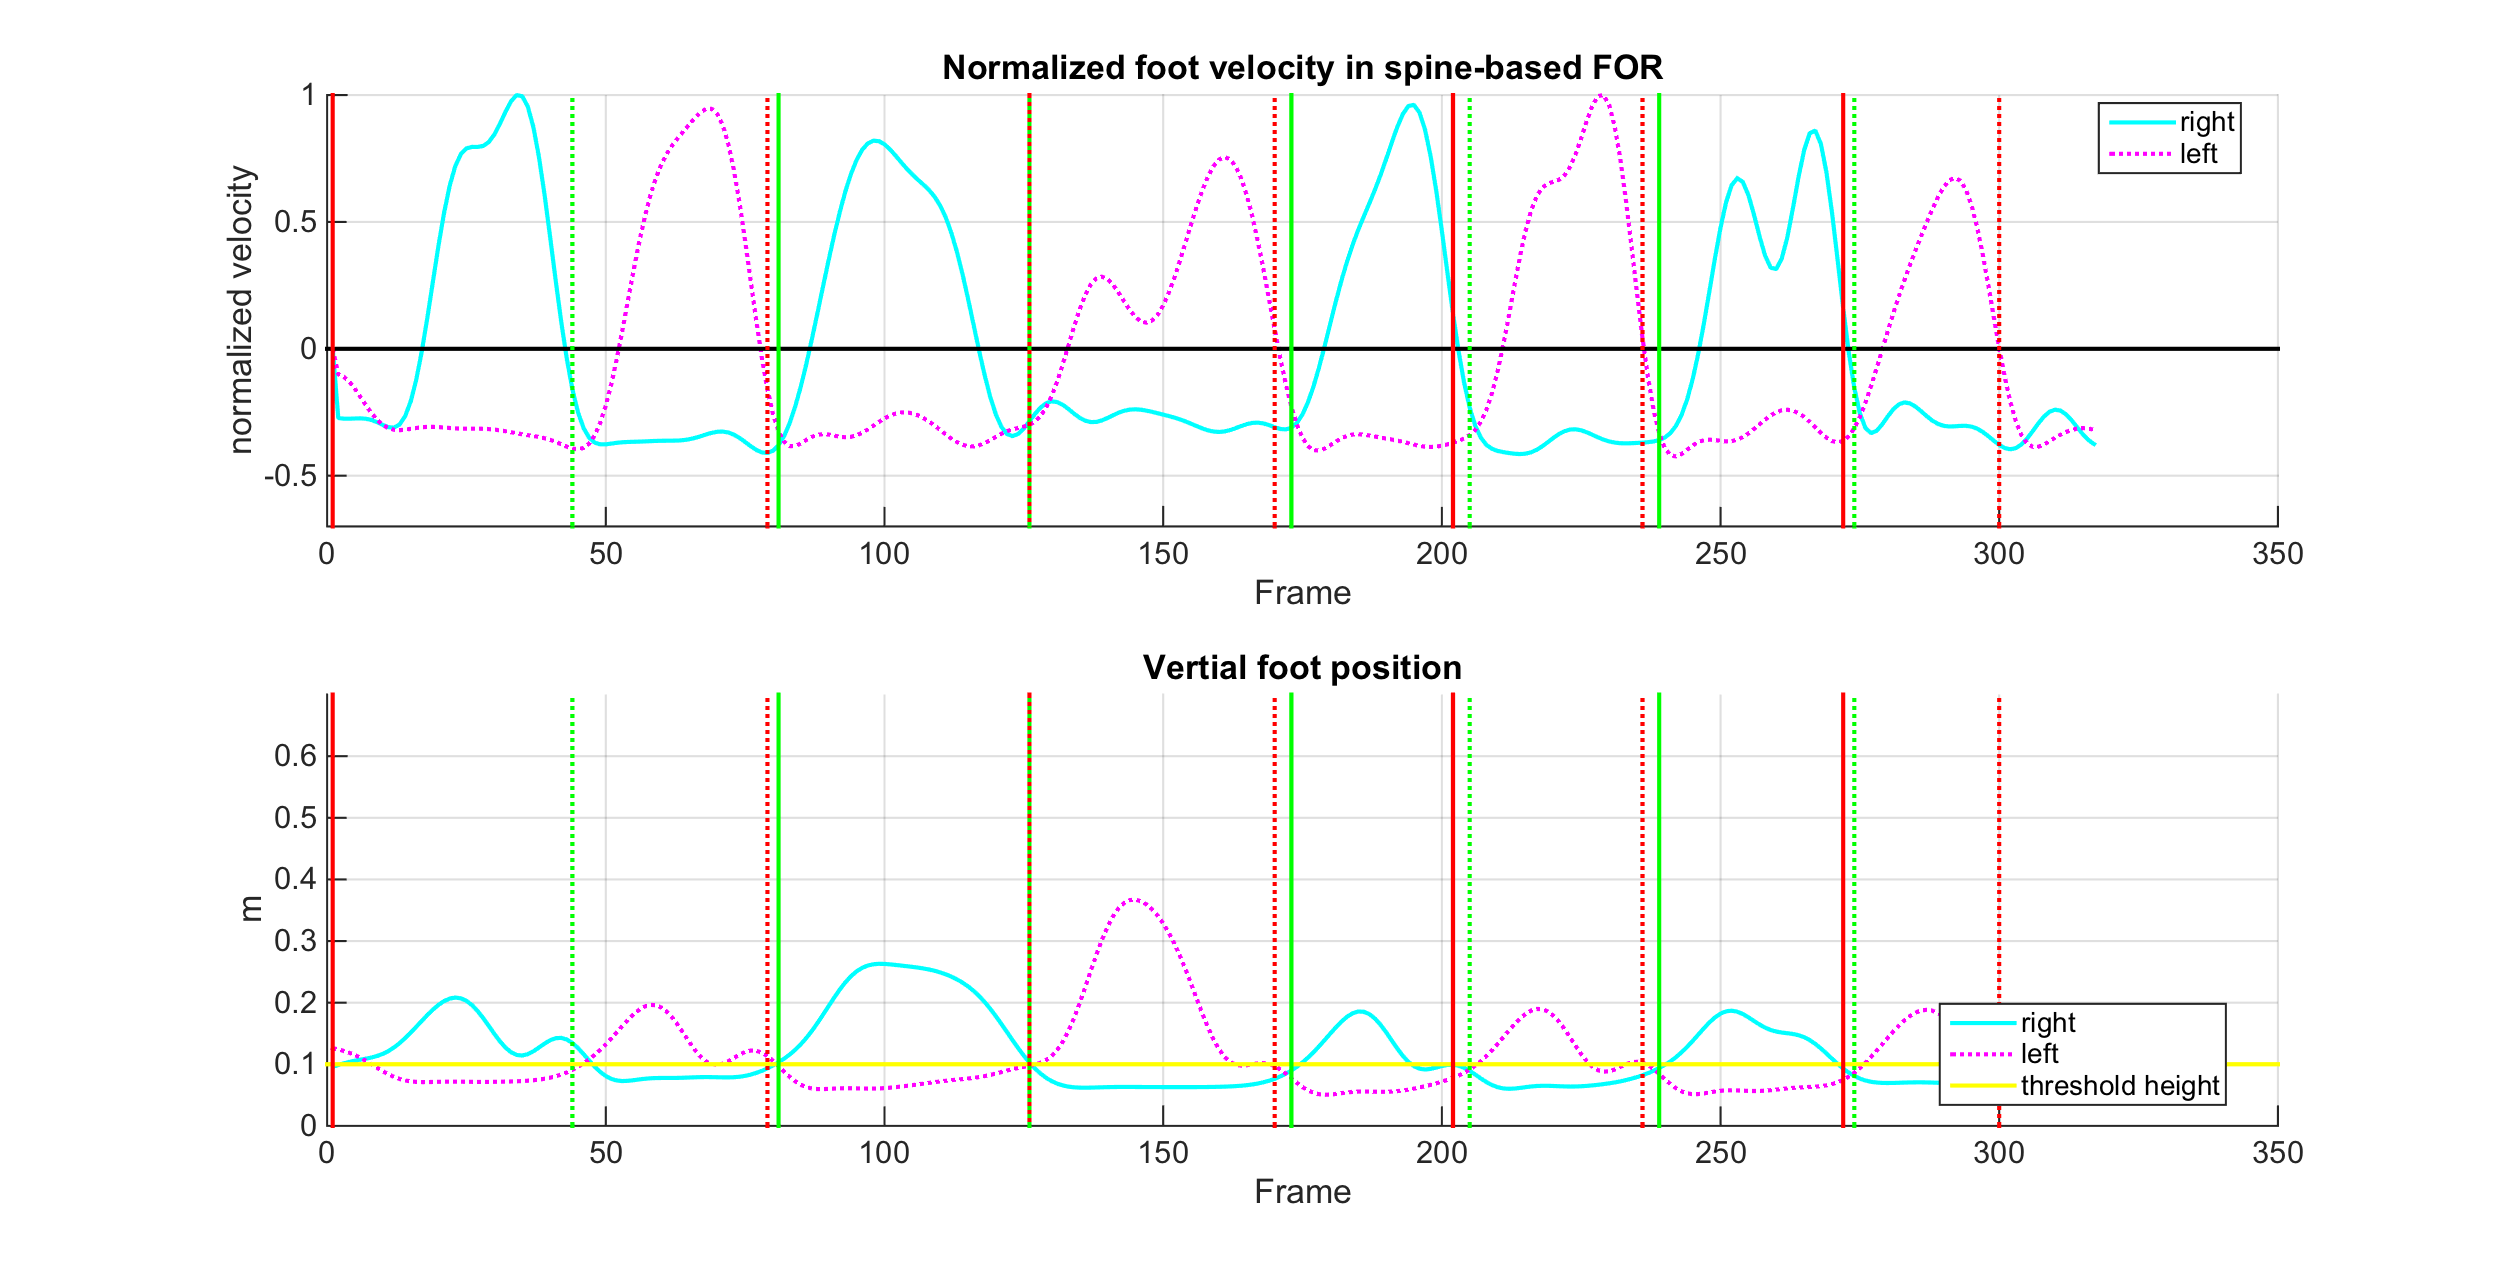 Normalized foot velocity in spine-based FOR
normalized velocity
1
0.5
0
-0.5
right
left
0 50 100 150 200 250 300 350
Frame
Vertial foot position
m
0.6
0.5
0.4
0.3
0.2
0.1
0
right
left
threshold height
0 50 100 150 200 250 300 350
Frame